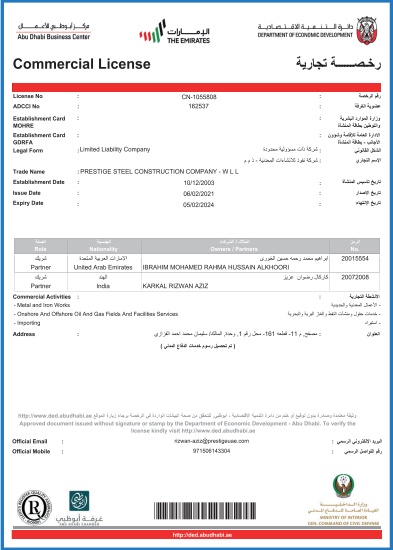 مركز أبوظبي للأعمال
Abu Dhabi Business Center
الإمارات
THE EMIRATES
دائرة التنمية الاقتصادية
DEPARTMENT OF ECONOMIC DEVELOPMENT
Commercial License
رخصة تجارية
License No : CN-1055808 : رقم الرخصة
ADCCI No : 162537 : عضوية الغرفة
Establishment Card MOHRE : : وزارة الموارد البشرية والتوطين بطاقة المنشأة
Establishment Card GDRFA : : الادارة العامة للإقامة وشؤون الأجانب - بطاقة المنشأة
Legal Form : Limited Liability Company شركة ذات مسؤولية محدودة : الشكل القانوني
شركة نفوذ للانشاءات المعدنية - ذ م م : الاسم التجاري
Trade Name : PRESTIGE STEEL CONSTRUCTION COMPANY - W L L
Establishment Date : 10/12/2003 : تاريخ تأسيس المنشأة
Issue Date : 06/02/2021 : تاريخ الإصدار
Expiry Date : 05/02/2024 : تاريخ الإنتهاء
الصفة الجنسية الملاك / الشركاء الرمز
Role Nationality Owners / Partners No.
شريك الامارات العربية المتحدة ابراهيم محمد رحمه حسين الخورى 20015554
Partner United Arab Emirates IBRAHIM MOHAMED RAHMA HUSSAIN ALKHOORI
شريك الهند كاركال رضوان عزيز 20072008
Partner India KARKAL RIZWAN AZIZ
Commercial Activities : : الأنشطة التجارية
- Metal and Iron Works - الأعمال المعدنية والحديدية
- Onshore And Offshore Oil And Gas Fields And Facilities Services - خدمات حقول ومنشآت النفط والغاز البرية والبحرية
- Importing - استيراد
Address : مصفح, م 11- قطعه 161- محل رقم 1, وحدة, المالك/ سليمان محمد احمد الفزاري : العنوان
( تم تحصيل رسوم خدمات الدفاع المدني )
وثيقة معتمدة وصادرة بدون توقيع أو ختم من دائرة التنمية الاقتصادية - ابوظبي. للتحقق من صحة البيانات الواردة في الرخصة يرجى زيارة الموقع http://www.ded.abudhabi.ae
Approved document issued without signature or stamp by the Department of Economic Development - Abu Dhabi. To verify the
license kindly visit http://www.ded.abudhabi.ae
Official Email : rizwan-aziz@prestigeuae.com : البريد الالكتروني الرسمي
Official Mobile : 971506143304 : رقم التواصل الرسمي
غرفة أبوظبي
ABU DHABI CHAMBER
وزارة الداخلية
القيادة العامة للدفاع المدني
MINISTRY OF INTERIOR
GEN. COMMAND OF CIVIL DEFENSE
http://ded.abudhabi.ae